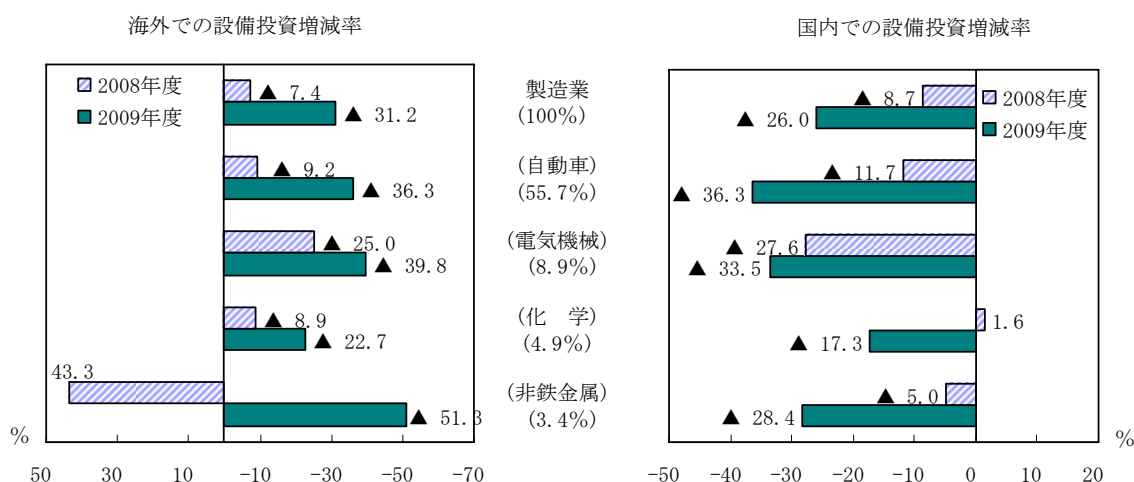 海外での設備投資増減率
国内での設備投資増減率
2008年度
2009年度
▲ 7.4
▲ 31.2
▲ 9.2
▲ 36.3
▲ 25.0
▲ 39.8
▲ 8.9
▲ 22.7
43.3
▲ 51.3
%
50 30 10 -10 -30 -50 -70
製造業
(100%)
(自動車)
(55.7%)
(電気機械)
(8.9%)
(化 学)
(4.9%)
(非鉄金属)
(3.4%)
2008年度
2009年度
▲ 8.7
▲ 26.0
▲ 11.7
▲ 36.3
▲ 27.6
▲ 33.5
1.6
▲ 17.3
▲ 5.0
▲ 28.4
%
-50 -40 -30 -20 -10 0 10 20